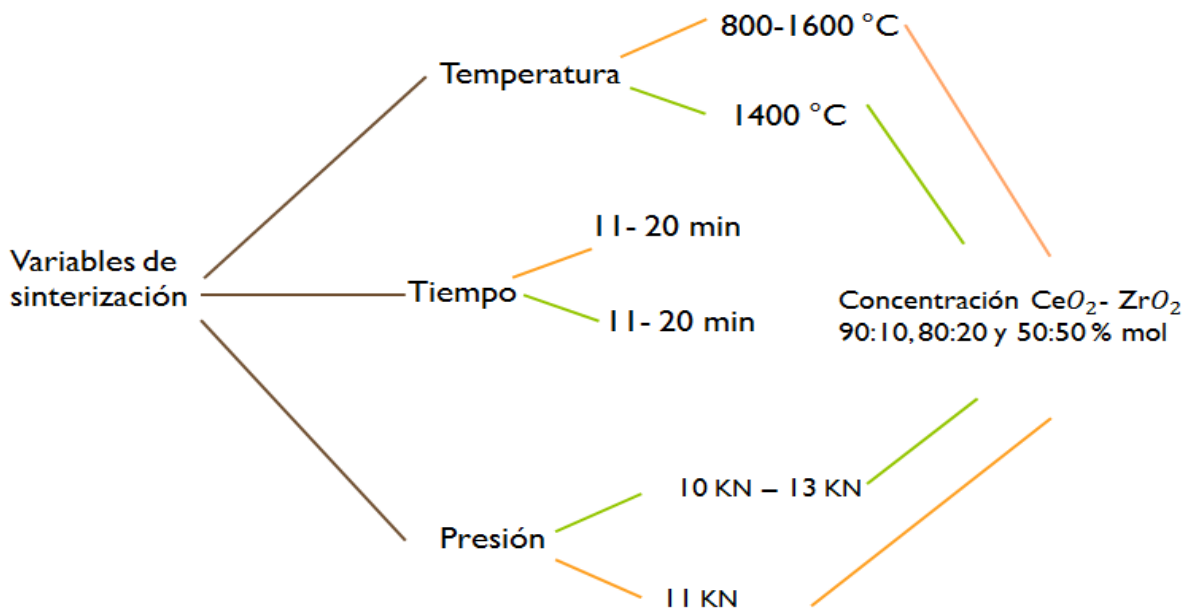 800-1600 °C
Temperatura
1400 °C
11- 20 min
Variables de
sinterización
Tiempo
11- 20 min
Concentración CeO₂- ZrO₂
90:10, 80:20 y 50:50 % mol
10 KN – 13 KN
Presión
11 KN